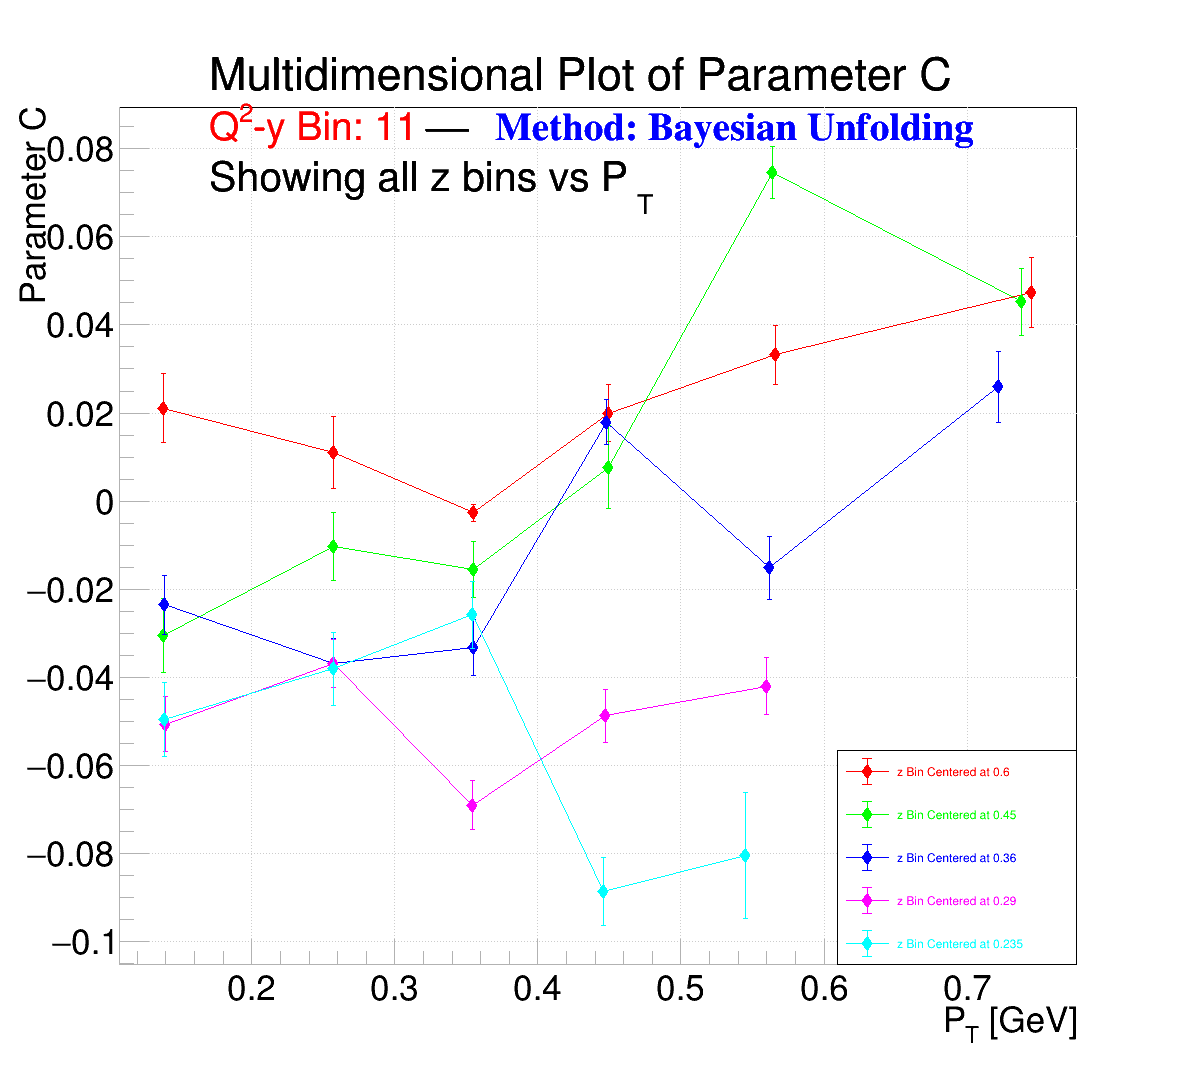 Multidimensional Plot of Parameter C
Q²-y Bin: 11 — Method: Bayesian Unfolding
Showing all z bins vs P_T
Parameter C
0.08
0.06
0.04
0.02
0
−0.02
−0.04
−0.06
−0.08
−0.1
z Bin Centered at 0.6
z Bin Centered at 0.45
z Bin Centered at 0.36
z Bin Centered at 0.29
z Bin Centered at 0.235
0.2 0.3 0.4 0.5 0.6 0.7
P_T [GeV]